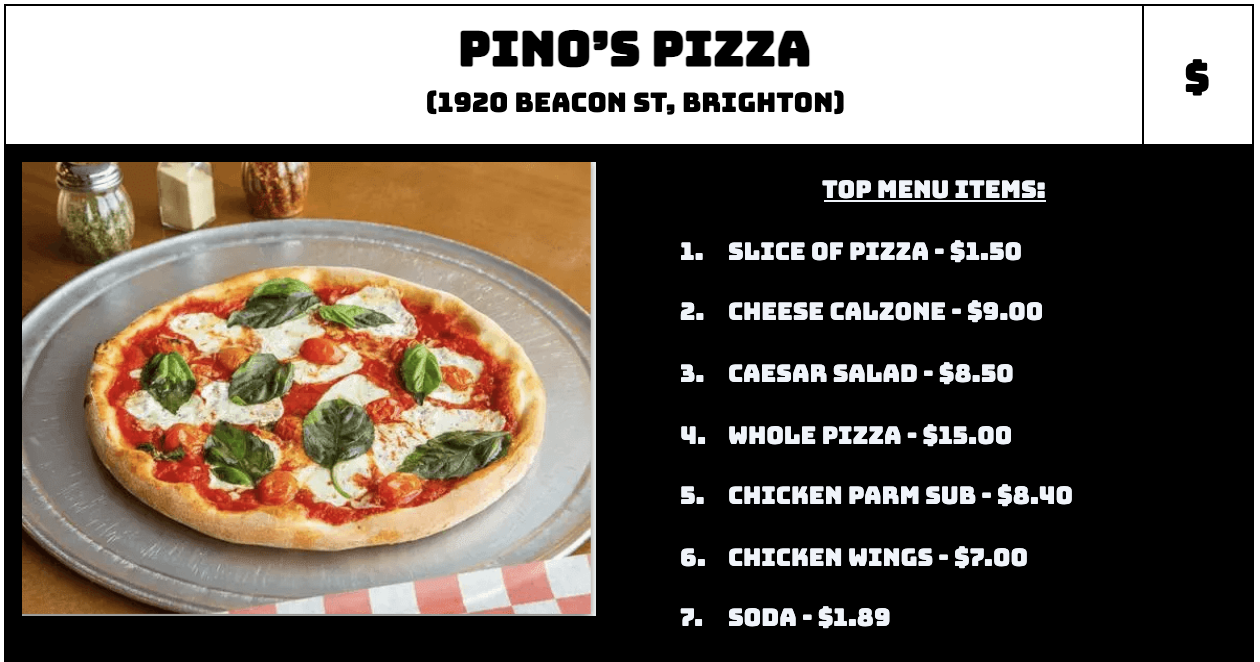 PINO'S PIZZA
(1920 BEACON ST, BRIGHTON)
$
TOP MENU ITEMS:
1. SLICE OF PIZZA - $1.50
2. CHEESE CALZONE - $9.00
3. CAESAR SALAD - $8.50
4. WHOLE PIZZA - $15.00
5. CHICKEN PARM SUB - $8.40
6. CHICKEN WINGS - $7.00
7. SODA - $1.89